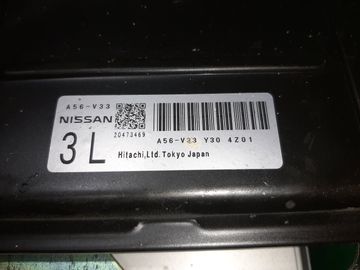 A56-V33
NISSAN
20473469
3L
A56-V33 Y30 4Z01
Hitachi,Ltd.Tokyo Japan